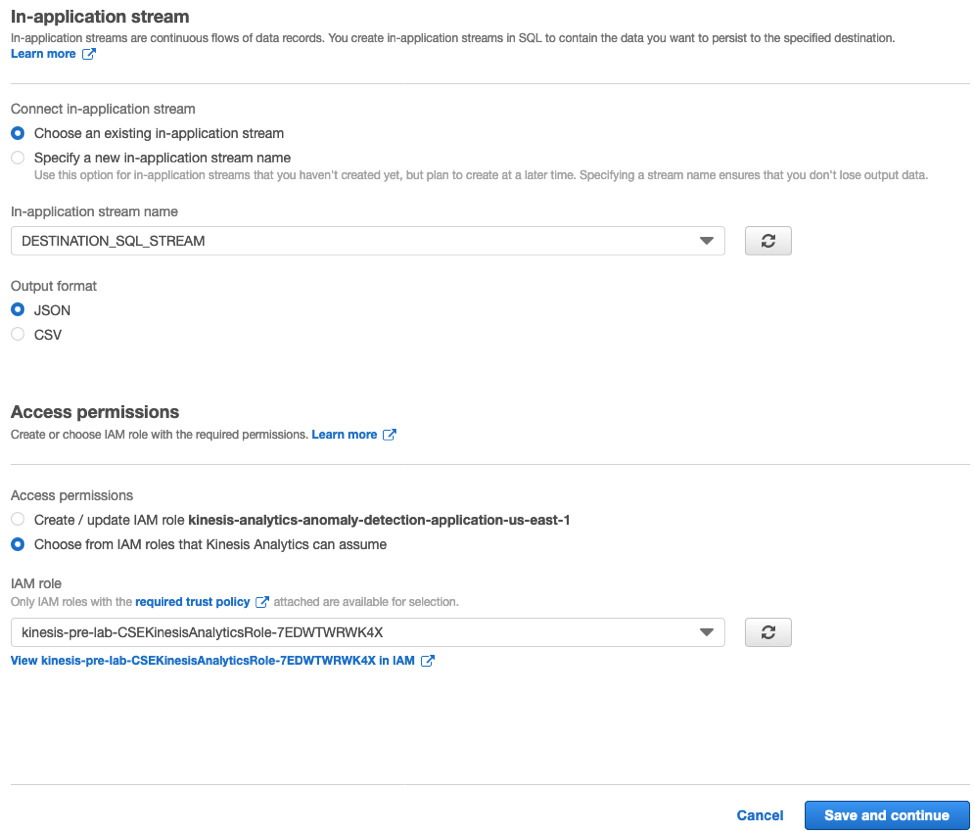 In-application stream
In-application streams are continuous flows of data records. You create in-application streams in SQL to contain the data you want to persist to the specified destination.
Learn more
Connect in-application stream
Choose an existing in-application stream
Specify a new in-application stream name
Use this option for in-application streams that you haven't created yet, but plan to create at a later time. Specifying a stream name ensures that you don't lose output data.
In-application stream name
DESTINATION_SQL_STREAM
Output format
JSON
CSV
Access permissions
Create or choose IAM role with the required permissions. Learn more
Access permissions
Create / update IAM role kinesis-analytics-anomaly-detection-application-us-east-1
Choose from IAM roles that Kinesis Analytics can assume
IAM role
Only IAM roles with the required trust policy attached are available for selection.
kinesis-pre-lab-CSEKinesisAnalyticsRole-7EDWTWRWK4X
View kinesis-pre-lab-CSEKinesisAnalyticsRole-7EDWTWRWK4X in IAM
Cancel
Save and continue